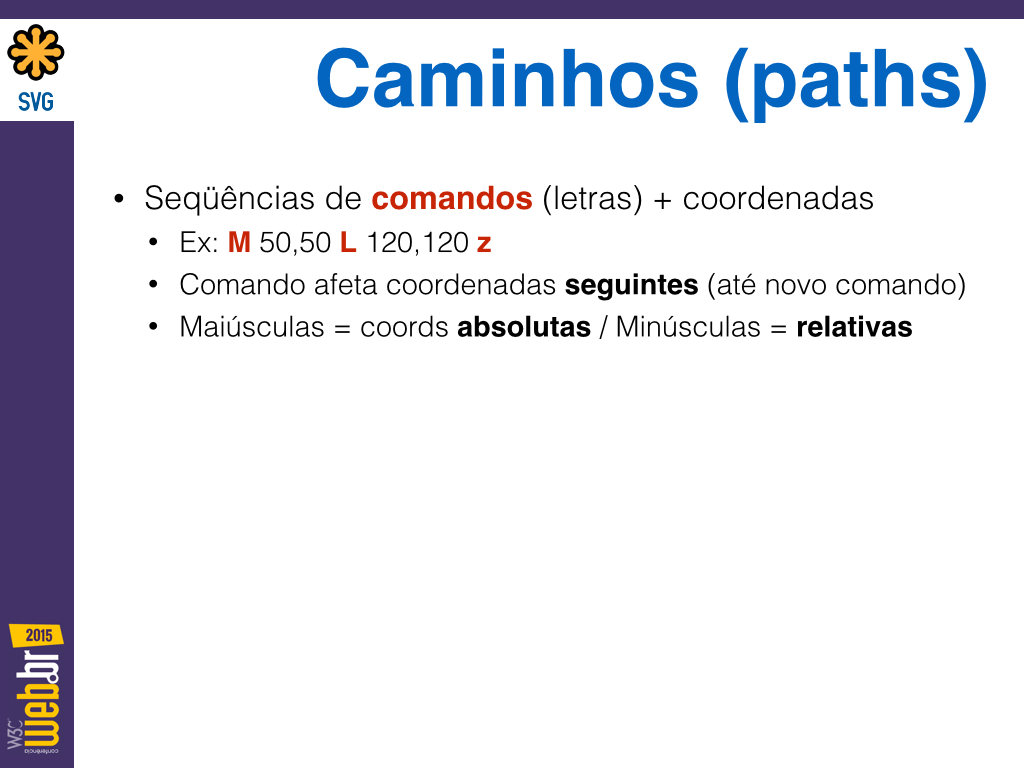 SVG
Caminhos (paths)
• Seqüências de comandos (letras) + coordenadas
• Ex: M 50,50 L 120,120 z
• Comando afeta coordenadas seguintes (até novo comando)
• Maiúsculas = coords absolutas / Minúsculas = relativas
2015
web.br
W3C
conferência